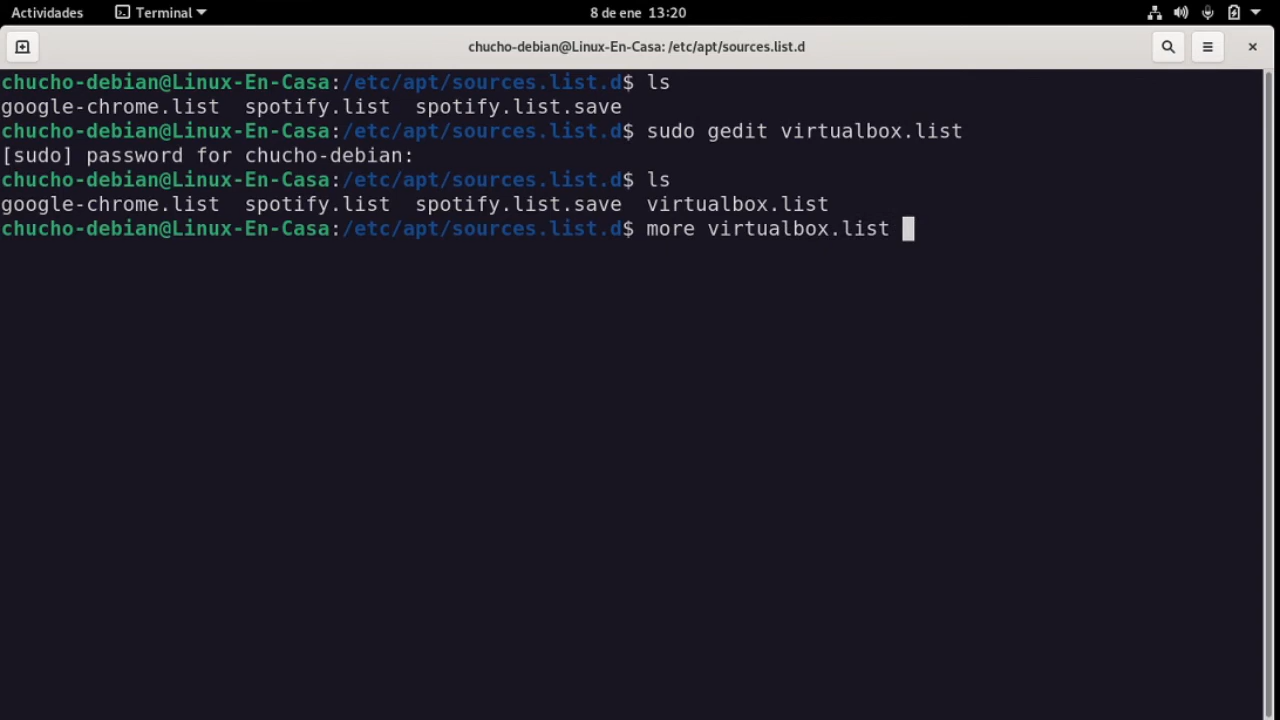 Actividades Terminal 8 de ene 13:20
chucho-debian@Linux-En-Casa: /etc/apt/sources.list.d
chucho-debian@Linux-En-Casa:/etc/apt/sources.list.d$ ls
google-chrome.list spotify.list spotify.list.save
chucho-debian@Linux-En-Casa:/etc/apt/sources.list.d$ sudo gedit virtualbox.list
[sudo] password for chucho-debian:
chucho-debian@Linux-En-Casa:/etc/apt/sources.list.d$ ls
google-chrome.list spotify.list spotify.list.save virtualbox.list
chucho-debian@Linux-En-Casa:/etc/apt/sources.list.d$ more virtualbox.list